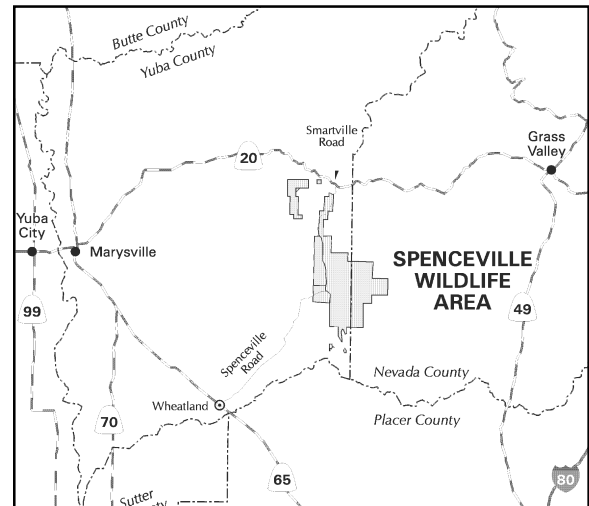 Butte County
Yuba County
Smartville
Road
20
Grass
Valley
Yuba
City
Marysville
SPENCEVILLE
WILDLIFE
AREA
99
49
Spenceville
Road
Nevada County
Wheatland
Placer County
70
65
80
Sutter